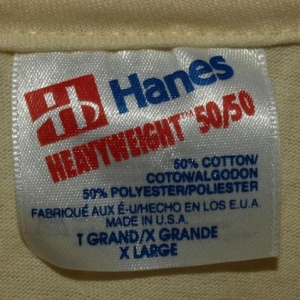 Hanes
HEAVYWEIGHT™ 50/50
50% COTTON/
COTON/ALGODON
50% POLYESTER/POLIESTER
FABRIQUÉ AUX É-U/HECHO EN LOS E.U.A.
MADE IN U.S.A.
T GRAND/X GRANDE
X LARGE